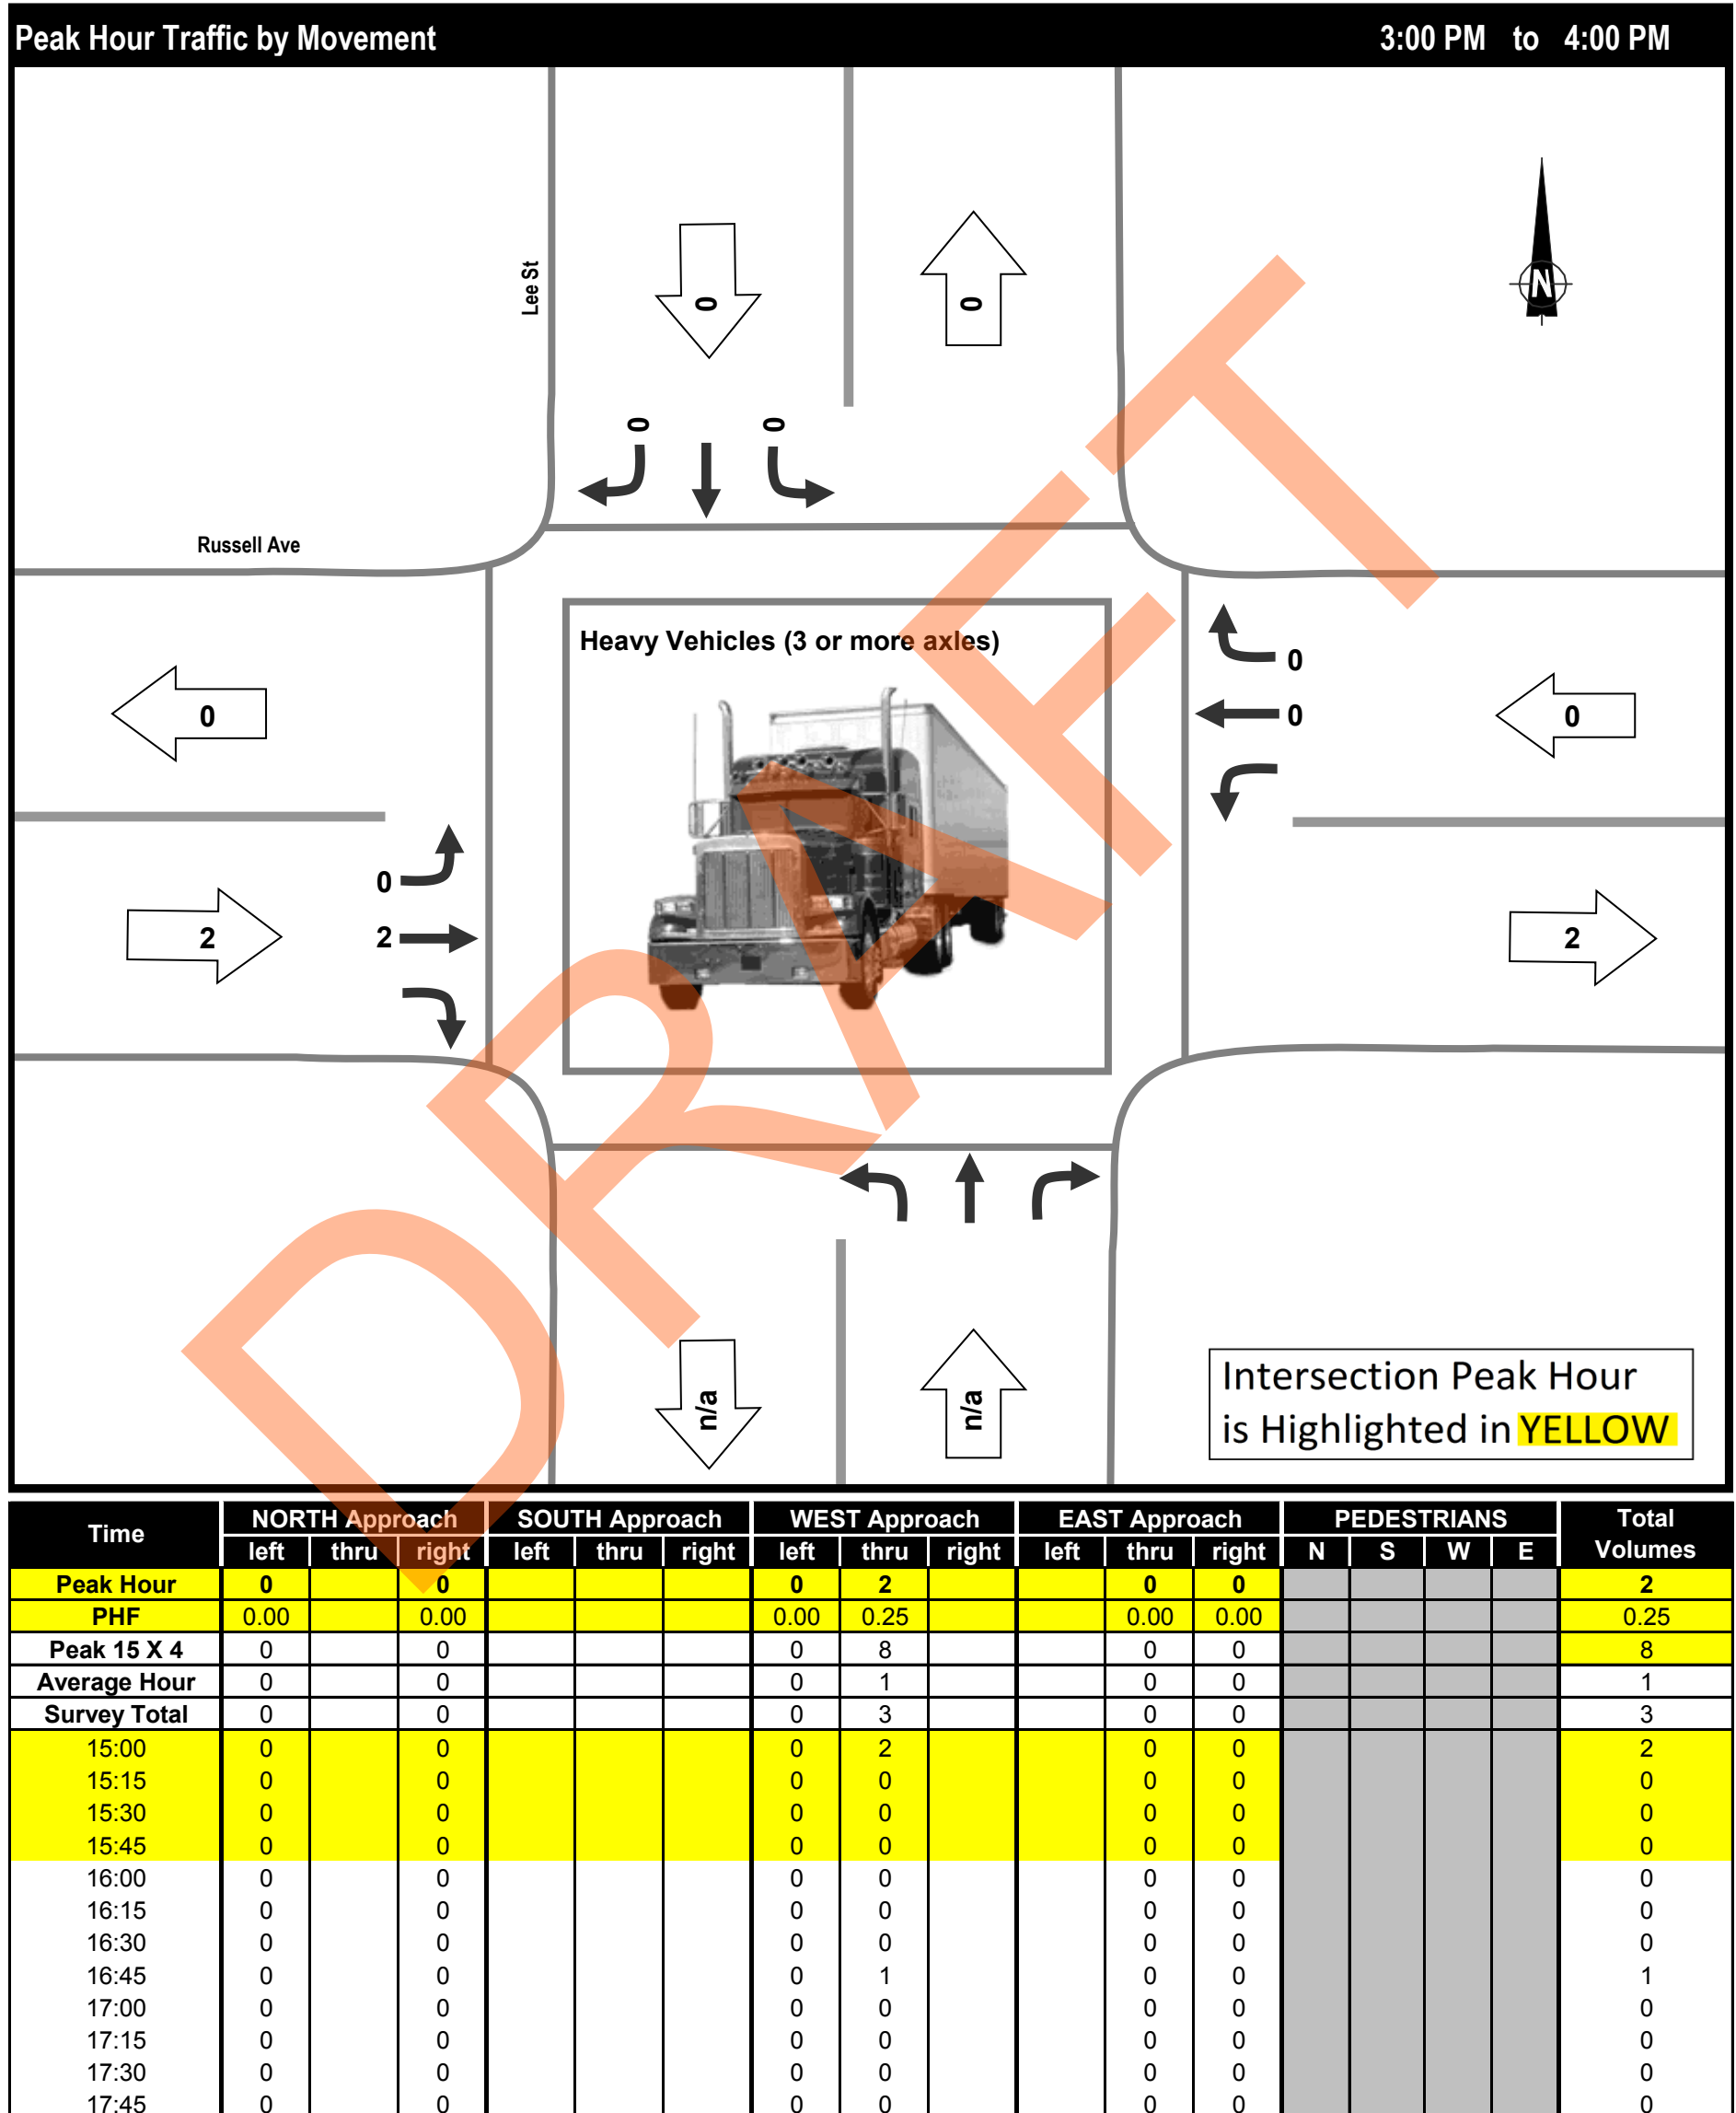 Peak Hour Traffic by Movement 3:00 PM to 4:00 PM
N
Lee St
0 0
0 0
Russell Ave
Heavy Vehicles (3 or more axles)
0
0 0 0
0
2 2 2
n/a n/a
Intersection Peak Hour
is Highlighted in YELLOW
DRAFT
Time NORTH Approach SOUTH Approach WEST Approach EAST Approach PEDESTRIANS Total Volumes
left thru right left thru right left thru right left thru right N S W E
Peak Hour 0 0 0 2 0 0 2
PHF 0.00 0.00 0.00 0.25 0.00 0.00 0.25
Peak 15 X 4 0 0 0 8 0 0 8
Average Hour 0 0 0 1 0 0 1
Survey Total 0 0 0 3 0 0 3
15:00 0 0 0 2 0 0 2
15:15 0 0 0 0 0 0 0
15:30 0 0 0 0 0 0 0
15:45 0 0 0 0 0 0 0
16:00 0 0 0 0 0 0 0
16:15 0 0 0 0 0 0 0
16:30 0 0 0 0 0 0 0
16:45 0 0 0 1 0 0 1
17:00 0 0 0 0 0 0 0
17:15 0 0 0 0 0 0 0
17:30 0 0 0 0 0 0 0
17:45 0 0 0 0 0 0 0